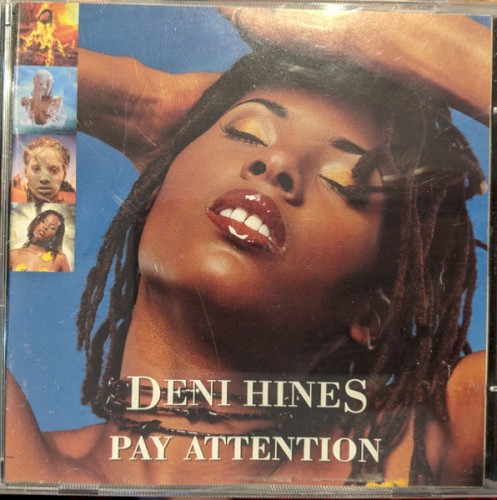 DENI HINES
PAY ATTENTION